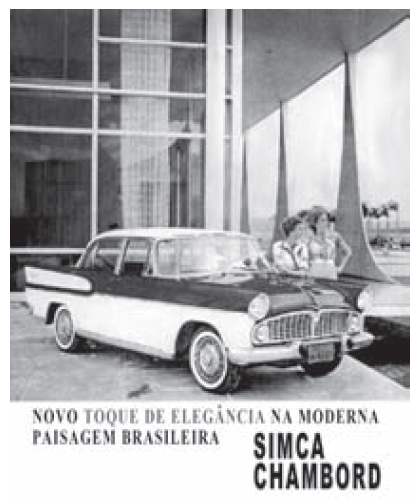 NOVO TOQUE DE ELEGÂNCIA NA MODERNA
PAISAGEM BRASILEIRA
SIMCA
CHAMBORD